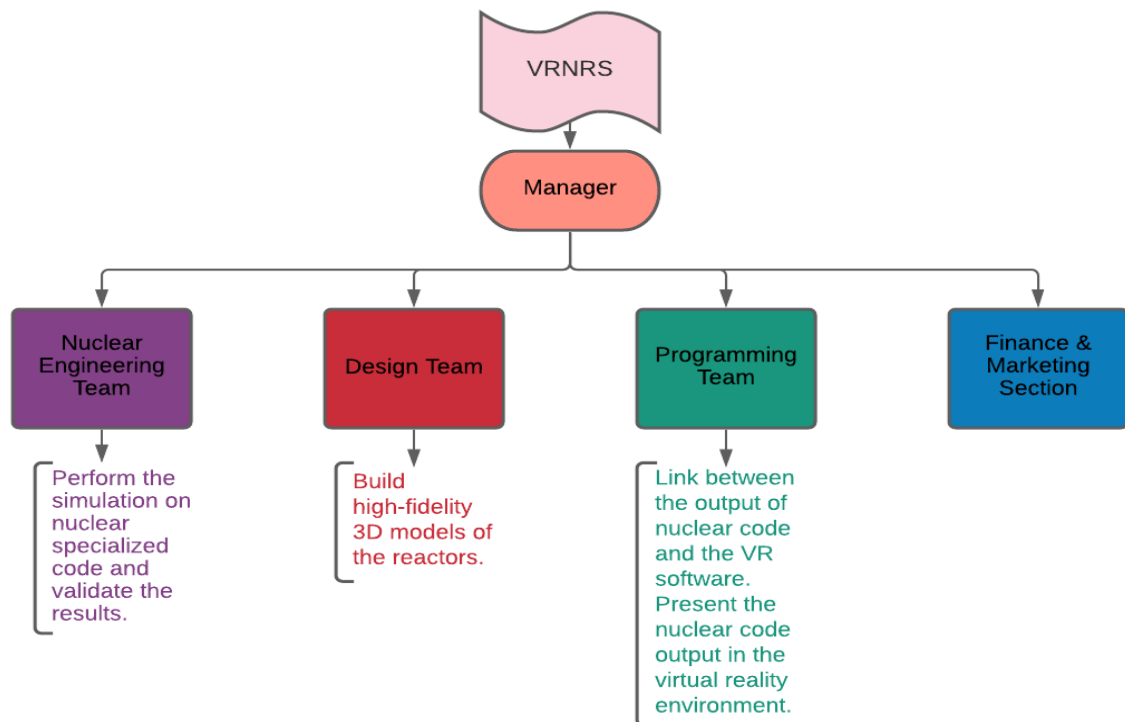 VRNRS
Manager
Nuclear
Engineering
Team
Design Team
Programming
Team
Finance &
Marketing
Section
Perform the
simulation on
nuclear
specialized
code and
validate the
results.
Build
high-fidelity
3D models of
the reactors.
Link between
the output of
nuclear code
and the VR
software.
Present the
nuclear code
output in the
virtual reality
environment.